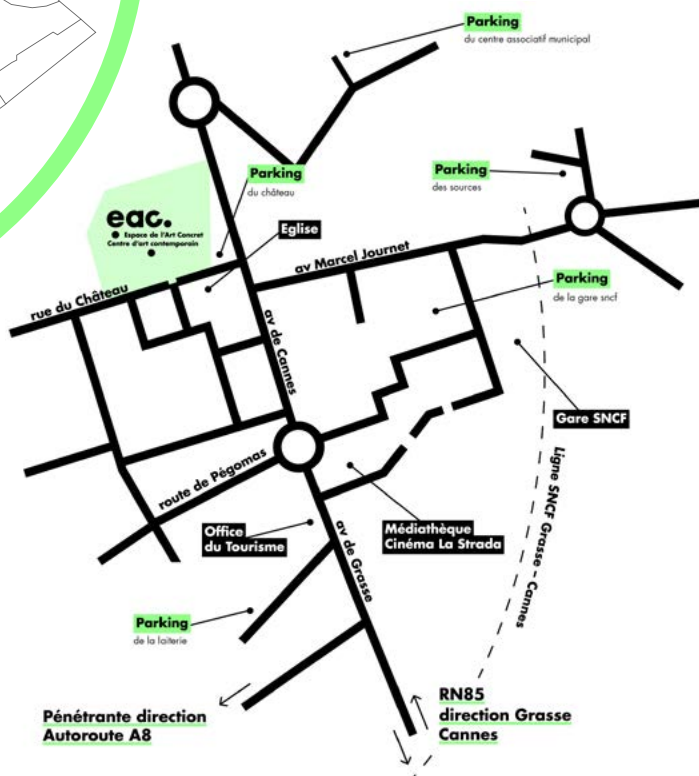 Parking
du centre associatif municipal
Parking
du château
Parking
des sources
eac.
Espace de l'Art Concret
Centre d'art contemporain
Eglise
av Marcel Journet
Parking
de la gare sncf
rue du Château
av de Cannes
Gare SNCF
route de Pégomas
Ligne SNCF Grasse - Cannes
Office
du Tourisme
av de Grasse
Médiathèque
Cinéma La Strada
Parking
de la laiterie
Pénétrante direction
Autoroute A8
RN85
direction Grasse
Cannes